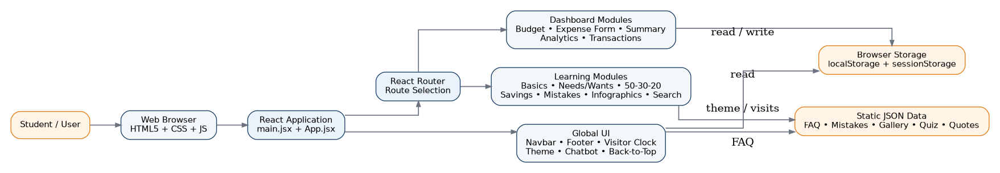 Student / User
Web Browser
HTML5 + CSS + JS
React Application
main.jsx + App.jsx
React Router
Route Selection
Dashboard Modules
Budget • Expense Form • Summary
Analytics • Transactions
Learning Modules
Basics • Needs/Wants • 50-30-20
Savings • Mistakes • Infographics • Search
Global UI
Navbar • Footer • Visitor Clock
Theme • Chatbot • Back-to-Top
read / write
read
theme / visits
FAQ
Browser Storage
localStorage + sessionStorage
Static JSON Data
FAQ • Mistakes • Gallery • Quiz • Quotes